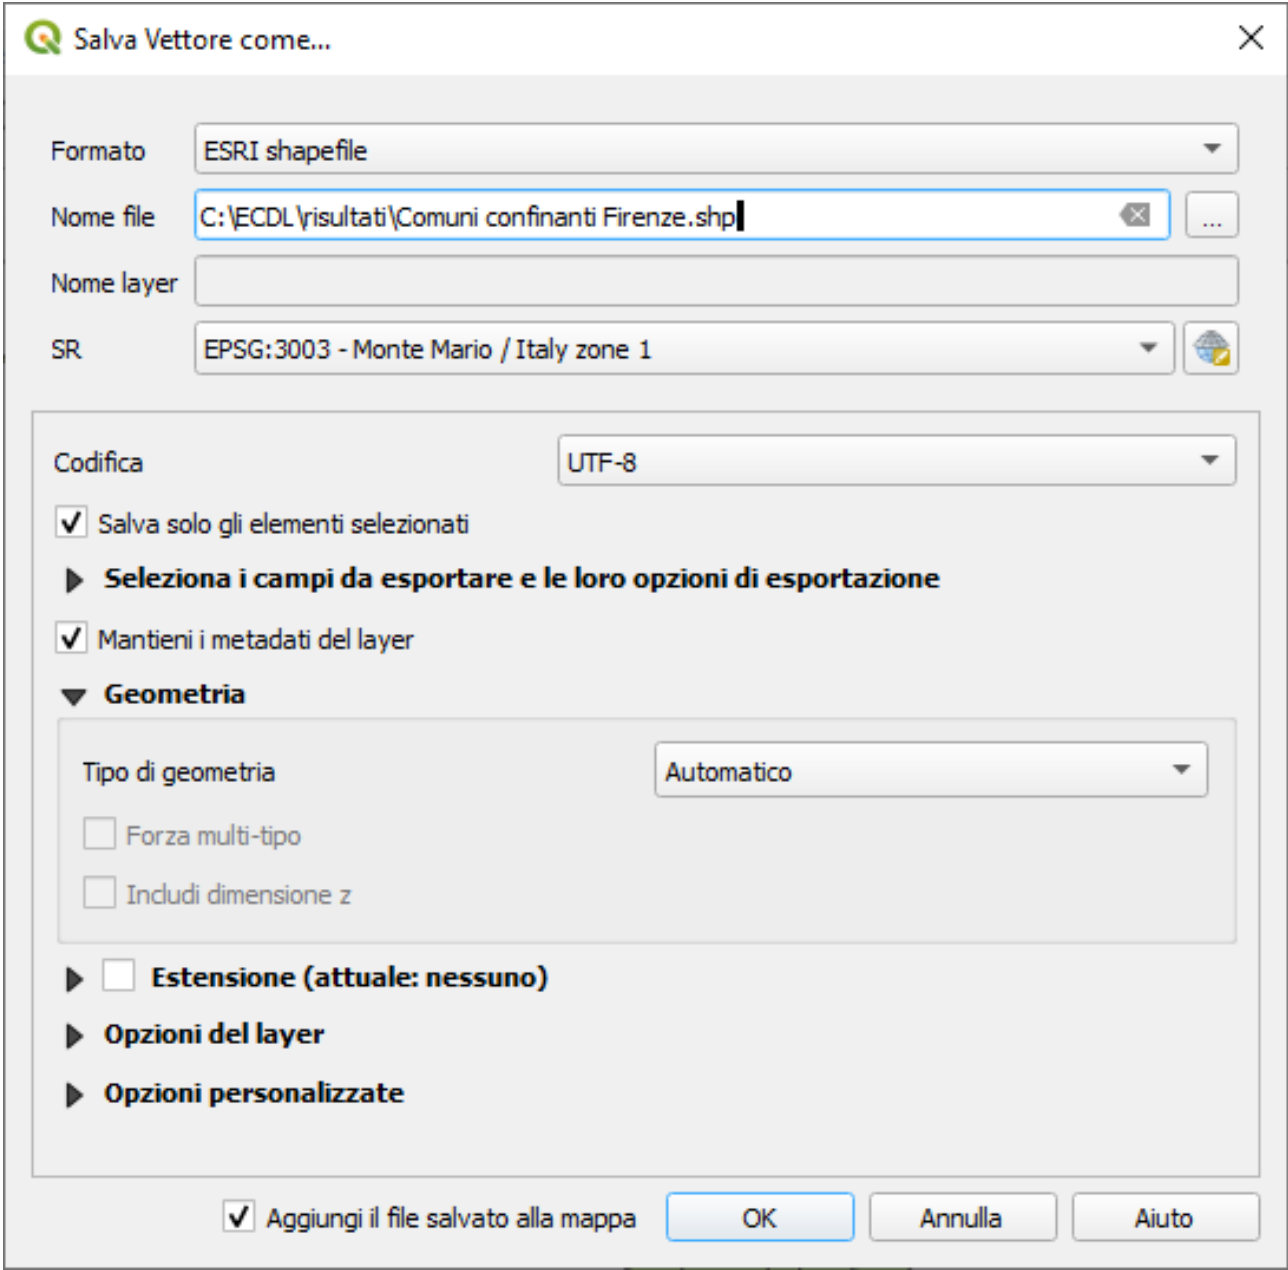 Salva Vettore come...
Formato ESRI shapefile
Nome file C:\ECDL\risultati\Comuni confinanti Firenze.shp ...
Nome layer
SR EPSG:3003 - Monte Mario / Italy zone 1
Codifica UTF-8
Salva solo gli elementi selezionati
Seleziona i campi da esportare e le loro opzioni di esportazione
Mantieni i metadati del layer
Geometria
Tipo di geometria Automatico
Forza multi-tipo
Includi dimensione z
Estensione (attuale: nessuno)
Opzioni del layer
Opzioni personalizzate
Aggiungi il file salvato alla mappa OK Annulla Aiuto